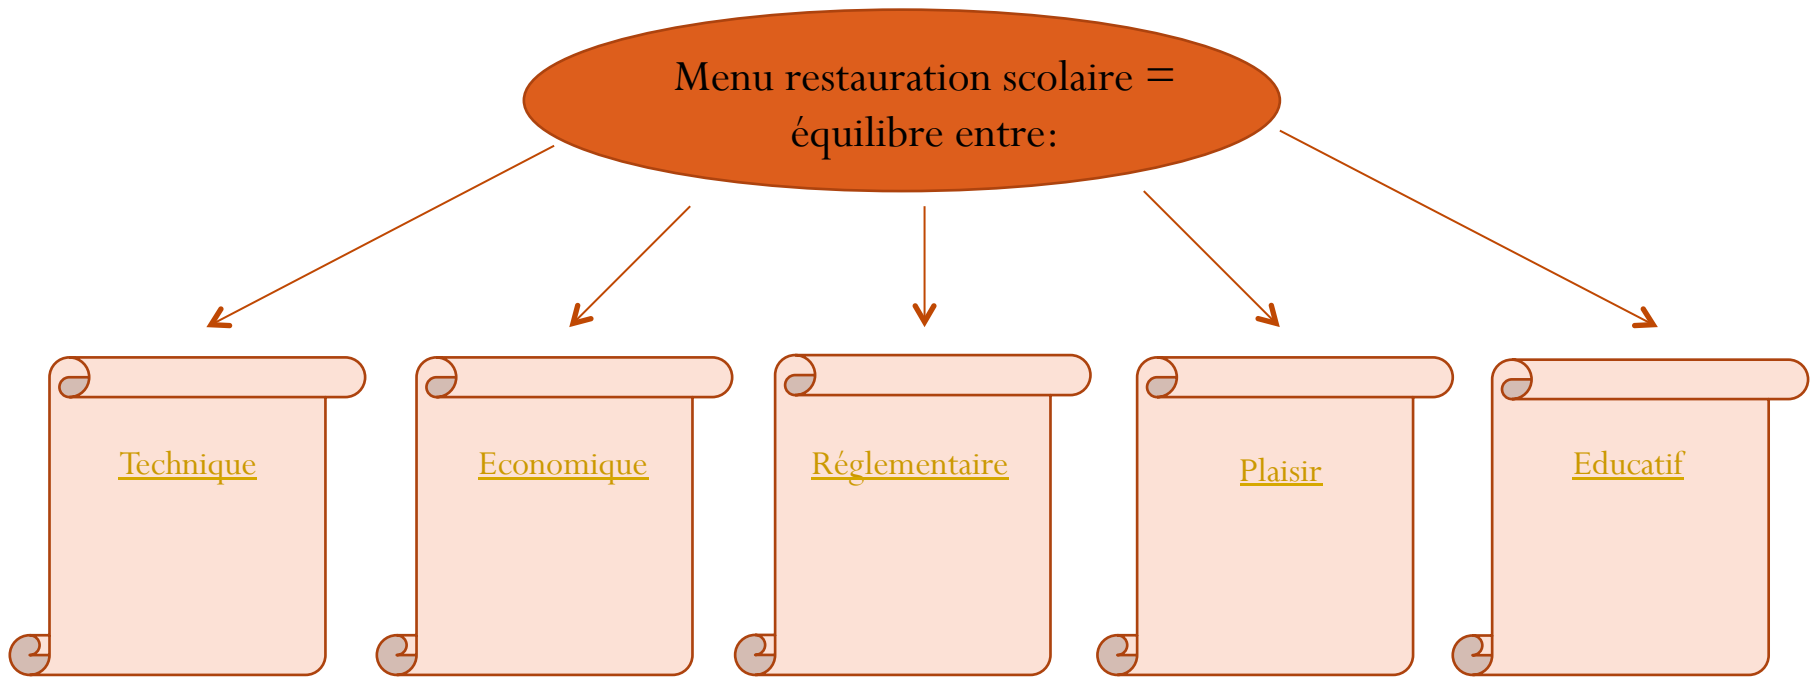 Menu restauration scolaire =
équilibre entre:
Technique
Economique
Réglementaire
Plaisir
Educatif